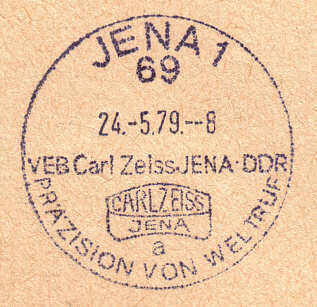 JENA 1
69
24.-5.79.--8
VEB Carl Zeiss JENA·DDR
CARL ZEISS
JENA
a
PRÄZISION VON WELTRUF